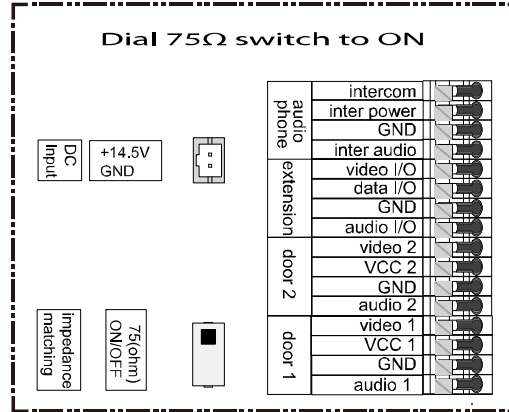 Dial 75Ω switch to ON
DC
Input
+14.5V
GND
impedance
matching
75(ohm)
ON/OFF
audio
phone
intercom
inter power
GND
inter audio
extension
video I/O
data I/O
GND
audio I/O
door 2
video 2
VCC 2
GND
audio 2
door 1
video 1
VCC 1
GND
audio 1